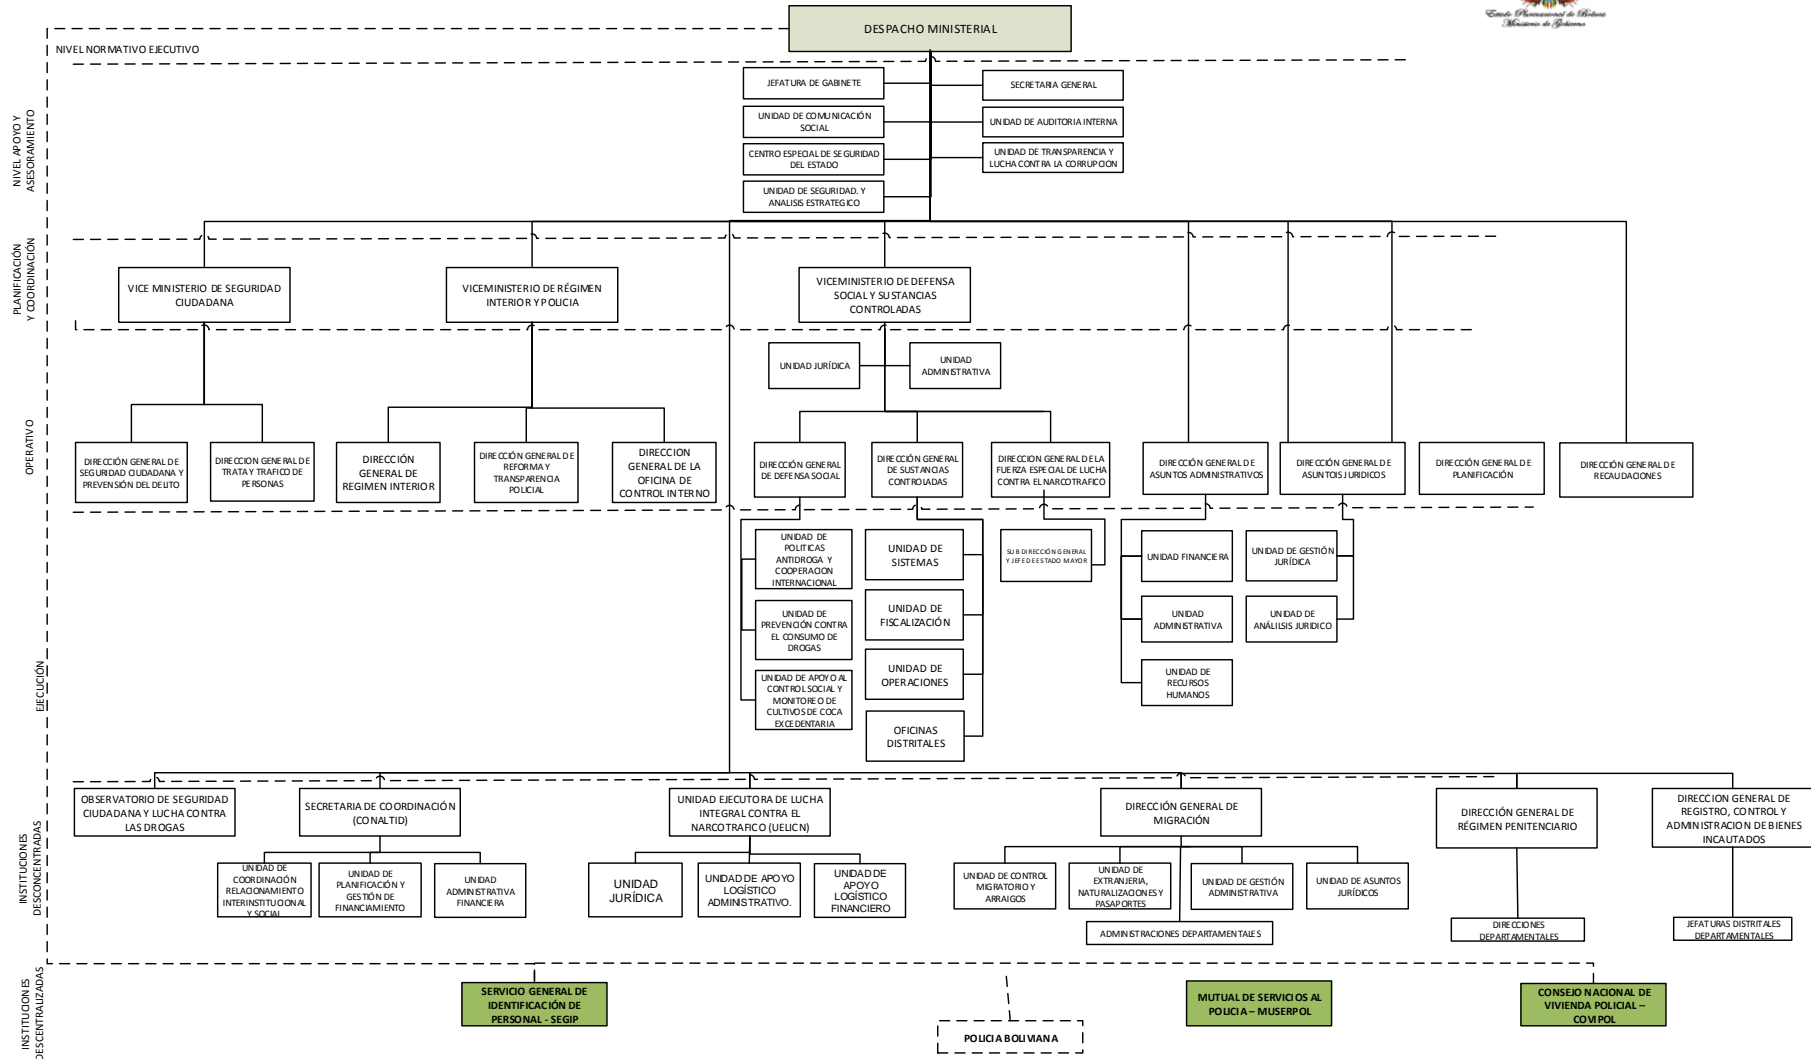 DESPACHO MINISTERIAL
Estado Plurinacional de Bolivia
Ministerio de Gobierno
NIVEL NORMATIVO EJECUTIVO
NIVEL APOYO Y
ASESORAMIENTO
JEFATURA DE GABINETE
SECRETARIA GENERAL
UNIDAD DE COMUNICACIÓN
SOCIAL
UNIDAD DE AUDITORIA INTERNA
CENTRO ESPECIAL DE SEGURIDAD
DEL ESTADO
UNIDAD DE TRANSPARENCIA Y
LUCHA CONTRA LA CORRUPCION
UNIDAD DE SEGURIDAD. Y
ANALISIS ESTRATEGICO
PLANIFICACIÓN
Y COORDINACIÓN
VICE MINISTERIO DE SEGURIDAD
CIUDADANA
VICEMINISTERIO DE RÉGIMEN
INTERIOR Y POLICIA
VICEMINISTERIO DE DEFENSA
SOCIAL Y SUSTANCIAS
CONTROLADAS
UNIDAD JURÍDICA
UNIDAD
ADMINISTRATIVA
OPERATIVO
DIRECCIÓN GENERAL DE
SEGURIDAD CIUDADANA Y
PREVENSIÓN DEL DELITO
DIRECCION GENERAL DE
TRATA Y TRAFICO DE
PERSONAS
DIRECCIÓN
GENERAL DE
REGIMEN INTERIOR
DIRECCIÓN GENERAL DE
REFORMA Y
TRANSPARENCIA
POLICIAL
DIRECCION
GENERAL DE LA
OFICINA DE
CONTROL INTERNO
DIRECCIÓN GENERAL
DE DEFENSA SOCIAL
DIRECCIÓN GENERAL
DE SUSTANCIAS
CONTROLADAS
DIRECCION GENERAL DE LA
FUERZA ESPECIAL DE LUCHA
CONTRA EL NARCOTRAFICO
DIRECCIÓN GENERAL DE
ASUNTOS ADMINISTRATIVOS
DIRECCIÓN GENERAL DE
ASUNTOIS JURIDICOS
DIRECCIÓN GENERAL DE
PLANIFICACIÓN
DIRECCIÓN GENERAL DE
RECAUDACIONES
EJECUCIÓN
UNIDAD DE
POLITICAS
ANTIDROGA Y
COOPERACION
INTERNACIONAL
UNIDAD DE
SISTEMAS
SUB DIRECCIÓN GENERAL
Y JEFE DE ESTADO MAYOR
UNIDAD FINANCIERA
UNIDAD DE GESTIÓN
JURÍDICA
UNIDAD DE
PREVENCIÓN CONTRA
EL CONSUMO DE
DROGAS
UNIDAD DE
FISCALIZACIÓN
UNIDAD
ADMINISTRATIVA
UNIDAD DE
ANÁLILSIS JURIDICO
UNIDAD DE APOYO AL
CONTROL SOCIAL Y
MONITOREO DE
CULTIVOS DE COCA
EXCEDENTARIA
UNIDAD DE
OPERACIONES
UNIDAD DE
RECURSOS
HUMANOS
OFICINAS
DISTRITALES
INSTITUCIONES
DESCONCENTRADAS
OBSERVATORIO DE SEGURIDAD
CIUDADANA Y LUCHA CONTRA
LAS DROGAS
SECRETARIA DE COORDINACIÓN
(CONALTID)
UNIDAD EJECUTORA DE LUCHA
INTEGRAL CONTRA EL
NARCOTRAFICO (UELICN)
DIRECCIÓN GENERAL DE
MIGRACIÓN
DIRECCIÓN GENERAL DE
RÉGIMEN PENITENCIARIO
DIRECCION GENERAL DE
REGISTRO, CONTROL Y
ADMINISTRACION DE BIENES
INCAUTADOS
UNIDAD DE
COORDINACIÓN
RELACIONAMIENTO
INTERINSTITUCIONAL
Y SOCIAL
UNIDAD DE
PLANIFICACIÓN Y
GESTIÓN DE
FINANCIAMIENTO
UNIDAD
ADMINISTRATIVA
FINANCIERA
UNIDAD
JURÍDICA
UNIDAD DE APOYO
LOGÍSTICO
ADMINISTRATIVO.
UNIDAD DE
APOYO
LOGÍSTICO
FINANCIERO
UNIDAD DE CONTROL
MIGRATORIO Y
ARRAIGOS
UNIDAD DE
EXTRANJERIA,
NATURALIZACIONES Y
PASAPORTES
UNIDAD DE GESTIÓN
ADMINISTRATIVA
UNIDAD DE ASUNTOS
JURÍDICOS
ADMINISTRACIONES DEPARTAMENTALES
DIRECCIONES
DEPARTAMENTALES
JEFATURAS DISTRITALES
DEPARTAMENTALES
INSTITUCIONES
DESCENTRALIZADAS
SERVICIO GENERAL DE
IDENTIFICACIÓN DE
PERSONAL - SEGIP
POLICIA BOLIVIANA
MUTUAL DE SERVICIOS AL
POLICIA – MUSERPOL
CONSEJO NACIONAL DE
VIVIENDA POLICIAL –
COVIPOL